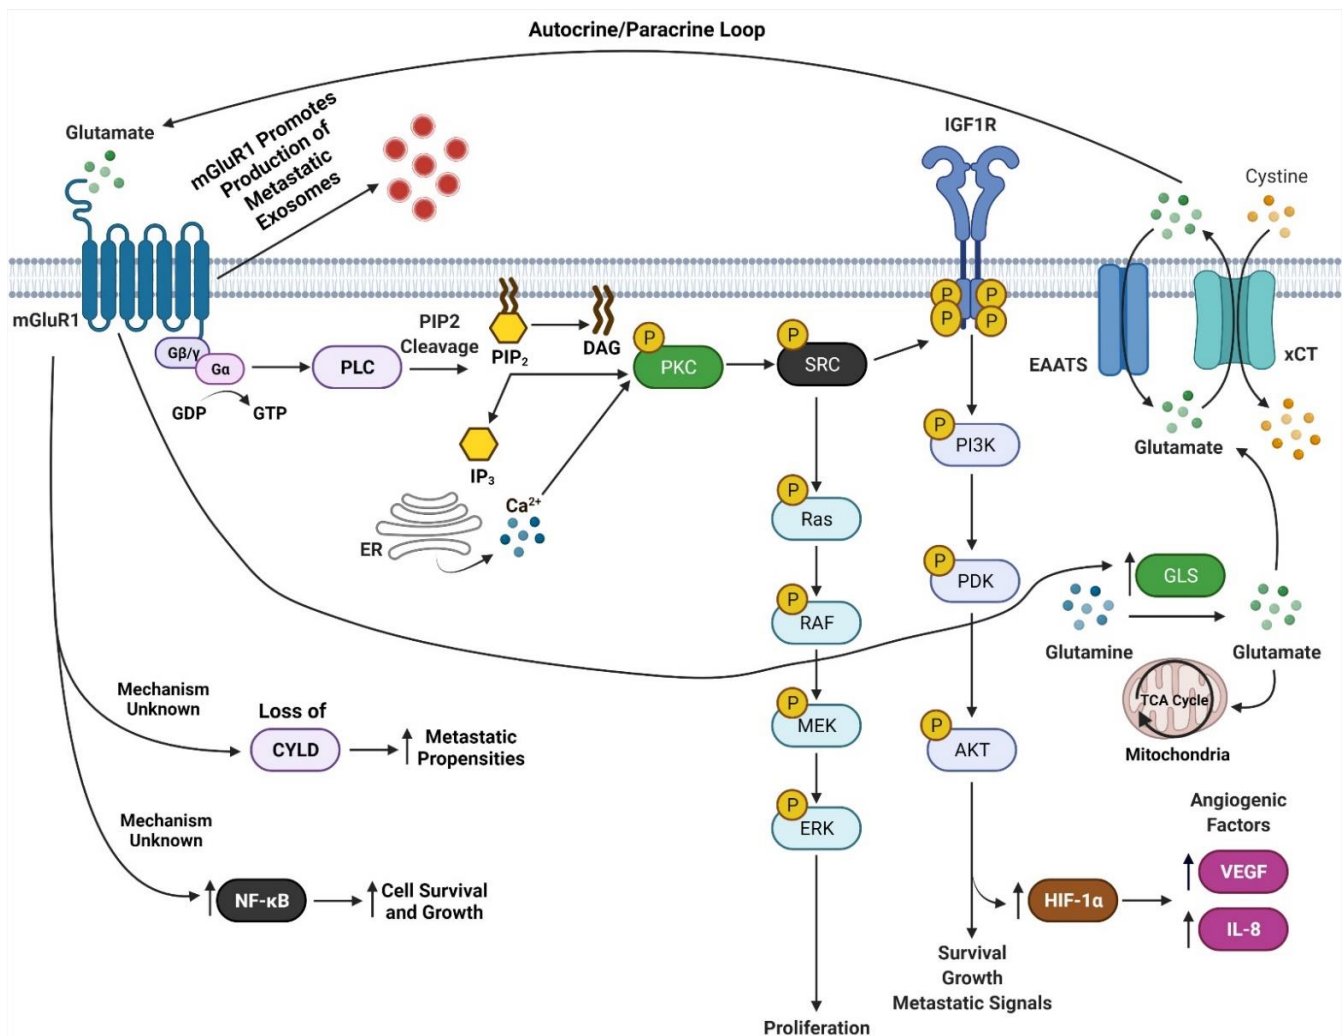 Autocrine/Paracrine Loop
Glutamate
mGluR1 Promotes
Production of
Metastatic
Exosomes
IGF1R
Cystine
mGluR1
Gβ/γ
Gα
GDP
GTP
PLC
PIP2
Cleavage
PIP₂
DAG
IP₃
ER
Ca²⁺
P
PKC
P
SRC
P
P
P
P
EAATS
xCT
Glutamate
P
PI3K
P
Ras
P
PDK
P
RAF
GLS
Glutamine
Glutamate
TCA Cycle
Mitochondria
Mechanism
Unknown
Loss of
CYLD
Metastatic
Propensities
P
MEK
P
AKT
Mechanism
Unknown
NF-κB
Cell Survival
and Growth
P
ERK
Angiogenic
Factors
VEGF
HIF-1α
IL-8
Survival
Growth
Metastatic Signals
Proliferation